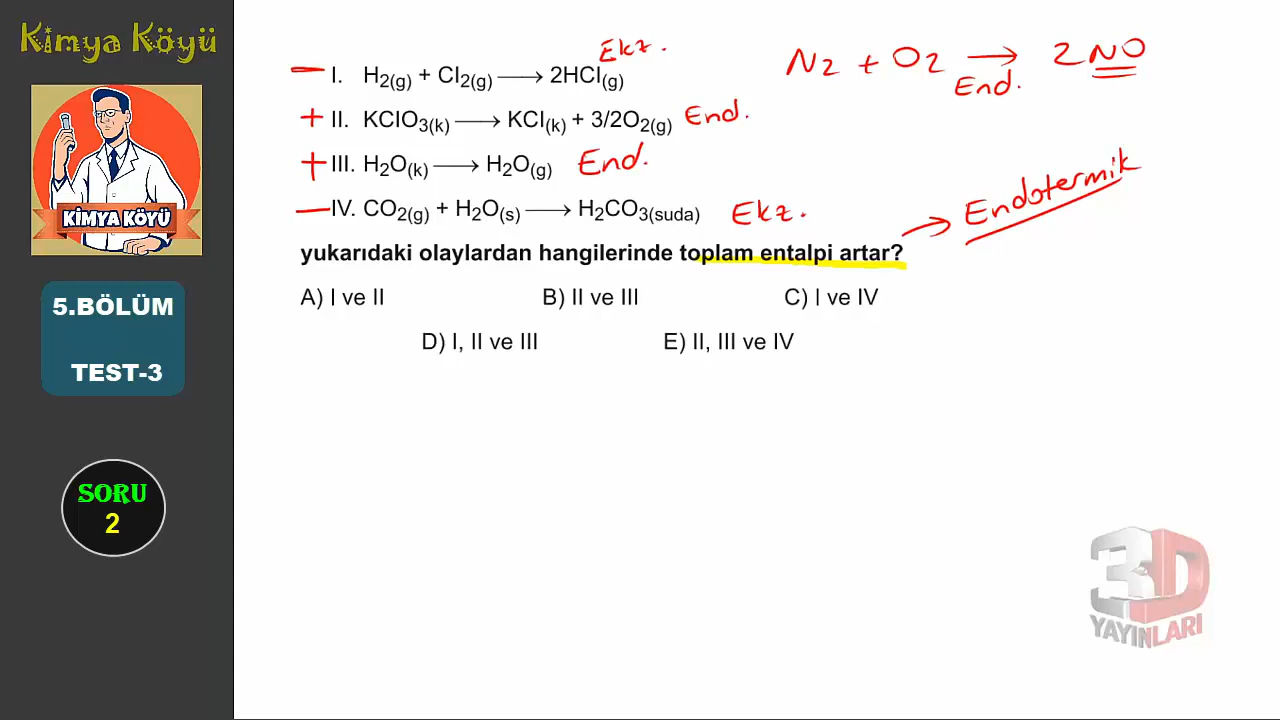 Kimya Köyü
KİMYA KÖYÜ
5.BÖLÜM
TEST-3
SORU
2
Ekz.
− I. H₂(g) + Cl₂(g) ⟶ 2HCl(g)
N₂ + O₂ → 2NO
End.
+ II. KClO₃(k) ⟶ KCl(k) + 3/2O₂(g) End.
+ III. H₂O(k) ⟶ H₂O(g) End.
− IV. CO₂(g) + H₂O(s) ⟶ H₂CO₃(suda) Ekz.
→ Endotermik
yukarıdaki olaylardan hangilerinde toplam entalpi artar?
A) I ve II B) II ve III C) I ve IV
D) I, II ve III E) II, III ve IV
3D
YAYINLARI